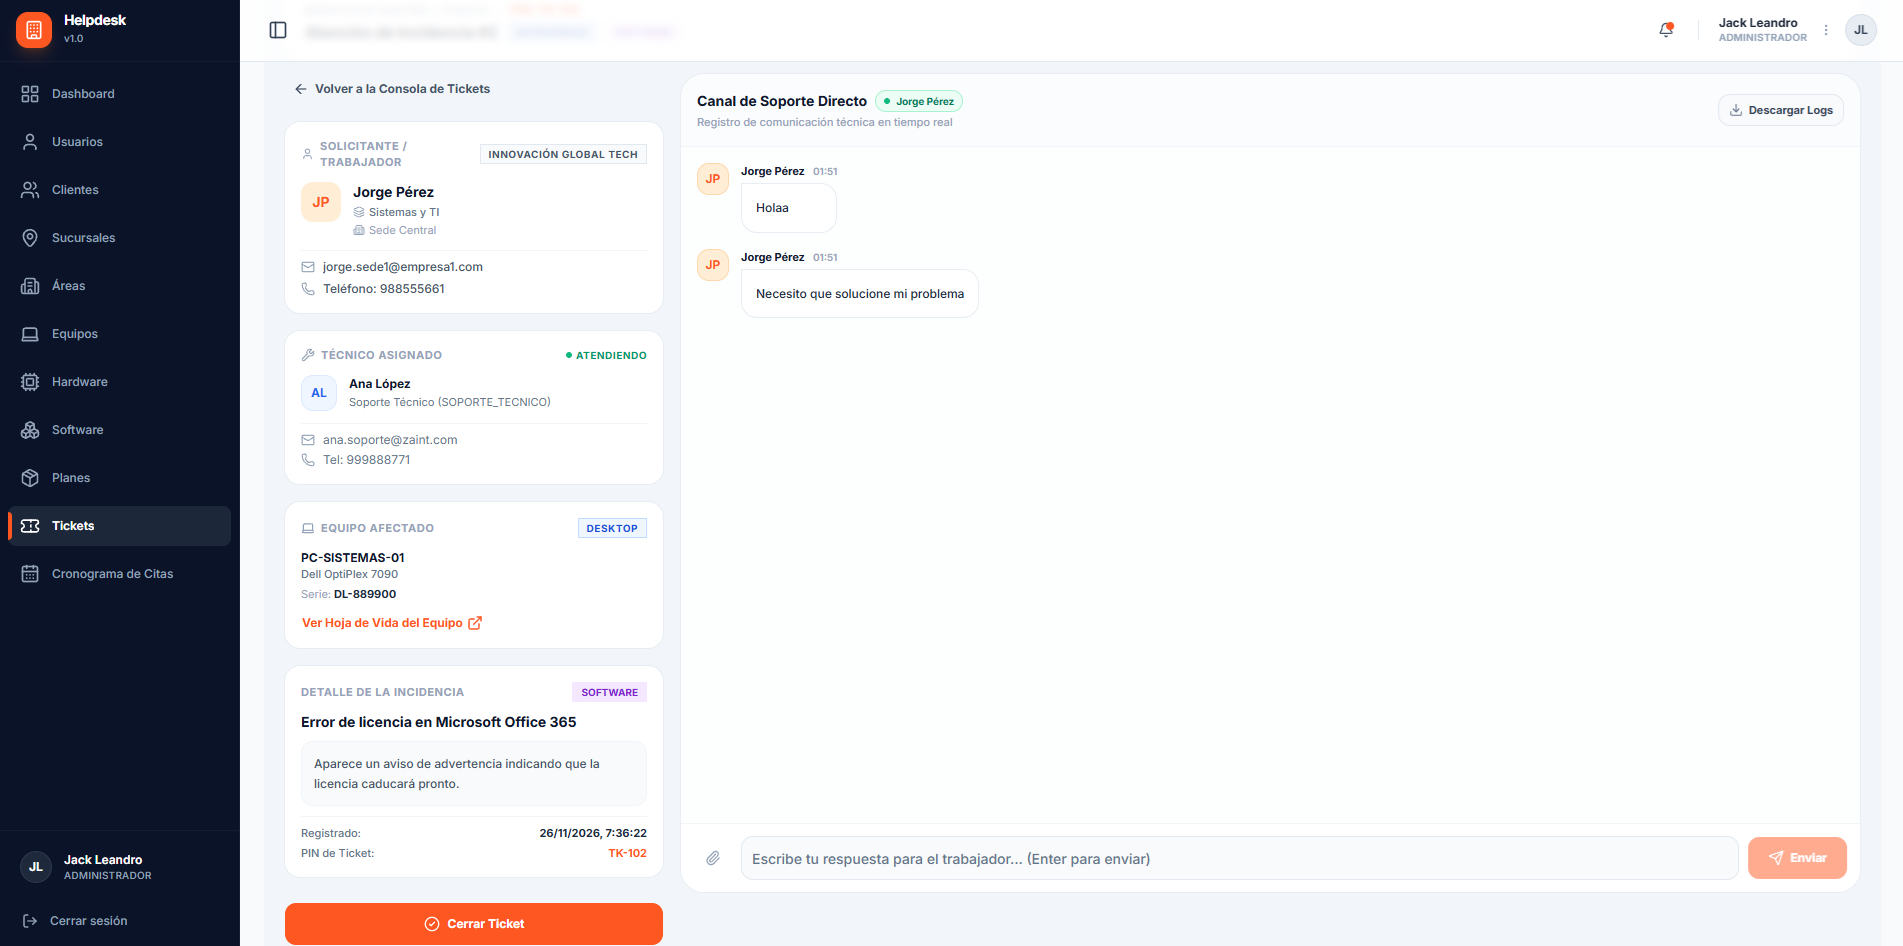 Helpdesk
v1.0
Dashboard
Usuarios
Clientes
Sucursales
Áreas
Equipos
Hardware
Software
Planes
Tickets
Cronograma de Citas
JL
Jack Leandro
ADMINISTRADOR
Cerrar sesión
Jack Leandro
ADMINISTRADOR
JL
Volver a la Consola de Tickets
SOLICITANTE /
TRABAJADOR
INNOVACIÓN GLOBAL TECH
JP
Jorge Pérez
Sistemas y TI
Sede Central
jorge.sede1@empresa1.com
Teléfono: 988555661
TÉCNICO ASIGNADO
ATENDIENDO
AL
Ana López
Soporte Técnico (SOPORTE_TECNICO)
ana.soporte@zaint.com
Tel: 999888771
EQUIPO AFECTADO
DESKTOP
PC-SISTEMAS-01
Dell OptiPlex 7090
Serie: DL-889900
Ver Hoja de Vida del Equipo
DETALLE DE LA INCIDENCIA
SOFTWARE
Error de licencia en Microsoft Office 365
Aparece un aviso de advertencia indicando que la
licencia caducará pronto.
Registrado: 26/11/2026, 7:36:22
PIN de Ticket: TK-102
Cerrar Ticket
Canal de Soporte Directo
Jorge Pérez
Registro de comunicación técnica en tiempo real
Descargar Logs
JP
Jorge Pérez 01:51
Holaa
JP
Jorge Pérez 01:51
Necesito que solucione mi problema
Escribe tu respuesta para el trabajador... (Enter para enviar)
Enviar